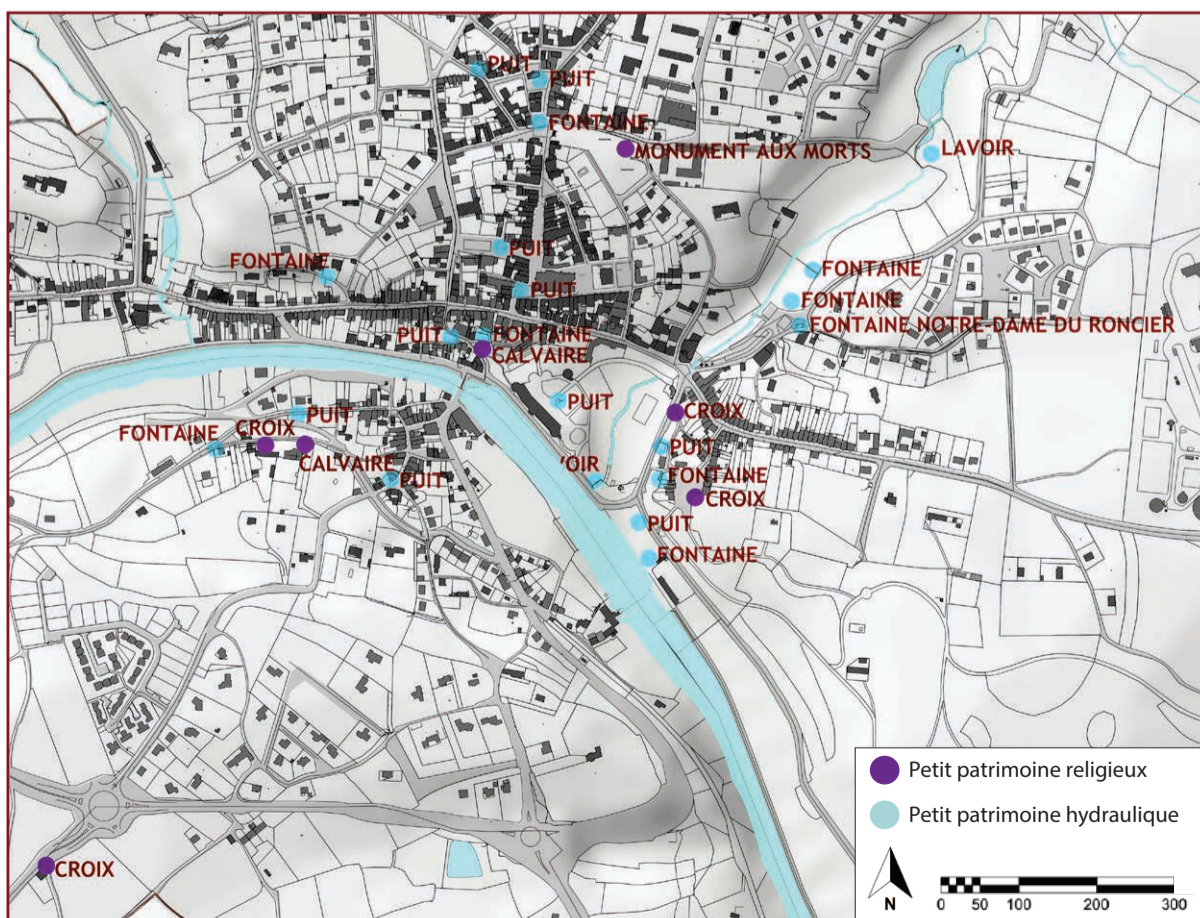 PUIT
PUIT
FONTAINE
MONUMENT AUX MORTS
LAVOIR
PUIT
FONTAINE
FONTAINE
PUIT
FONTAINE
FONTAINE NOTRE-DAME DU RONCIER
PUIT
FONTAINE
CALVAIRE
PUIT
CROIX
PUIT
CROIX
FONTAINE
PUIT
CALVAIRE
'OIR
FONTAINE
PUIT
CROIX
PUIT
FONTAINE
CROIX
Petit patrimoine religieux
Petit patrimoine hydraulique
N
0 50 100 200 300